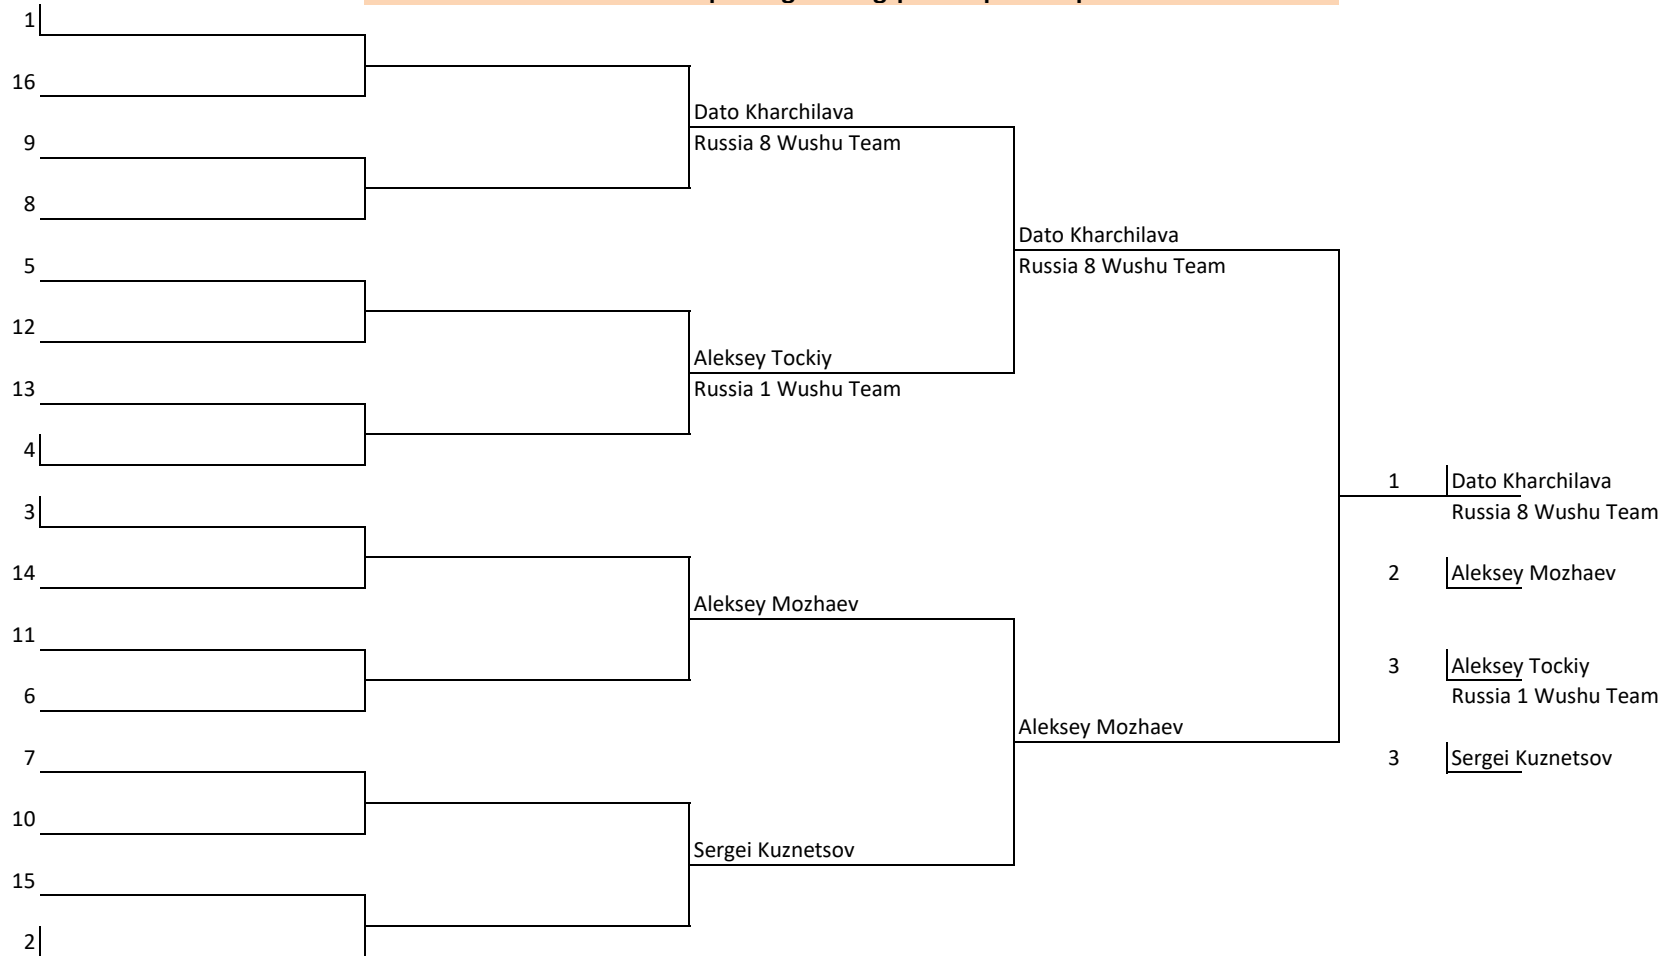 1
16
9
8
5
12
13
4
3
14
11
6
7
10
15
2
Dato Kharchilava
Russia 8 Wushu Team
Aleksey Tockiy
Russia 1 Wushu Team
Aleksey Mozhaev
Sergei Kuznetsov
Dato Kharchilava
Russia 8 Wushu Team
Aleksey Mozhaev
1 Dato Kharchilava
Russia 8 Wushu Team
2 Aleksey Mozhaev
3 Aleksey Tockiy
Russia 1 Wushu Team
3 Sergei Kuznetsov